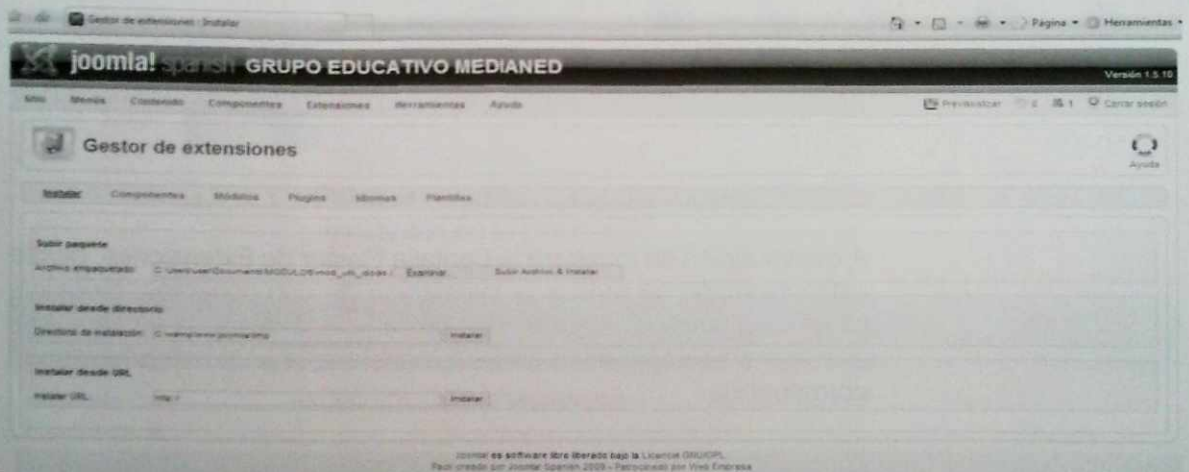 Gestor de extensiones - Instalar
Página
Herramientas
joomla! spanish GRUPO EDUCATIVO MEDIANED
Versión 1.5.10
Sitio Menús Contenido Componentes Extensiones Herramientas Ayuda
Previsualizar 0 1 Cerrar sesión
Gestor de extensiones
Ayuda
Instalar Componentes Módulos Plugins Idiomas Plantillas
Subir paquete
Archivo empaquetado: Examinar... Subir Archivo & Instalar
Instalar desde directorio
Directorio de instalación: Instalar
Instalar desde URL
Instalar URL: http:// Instalar
Joomla! es software libre liberado bajo la Licencia GNU/GPL.
Pack creado por Joomla! Spanish 2009 - Patrocinado por Web Empresa